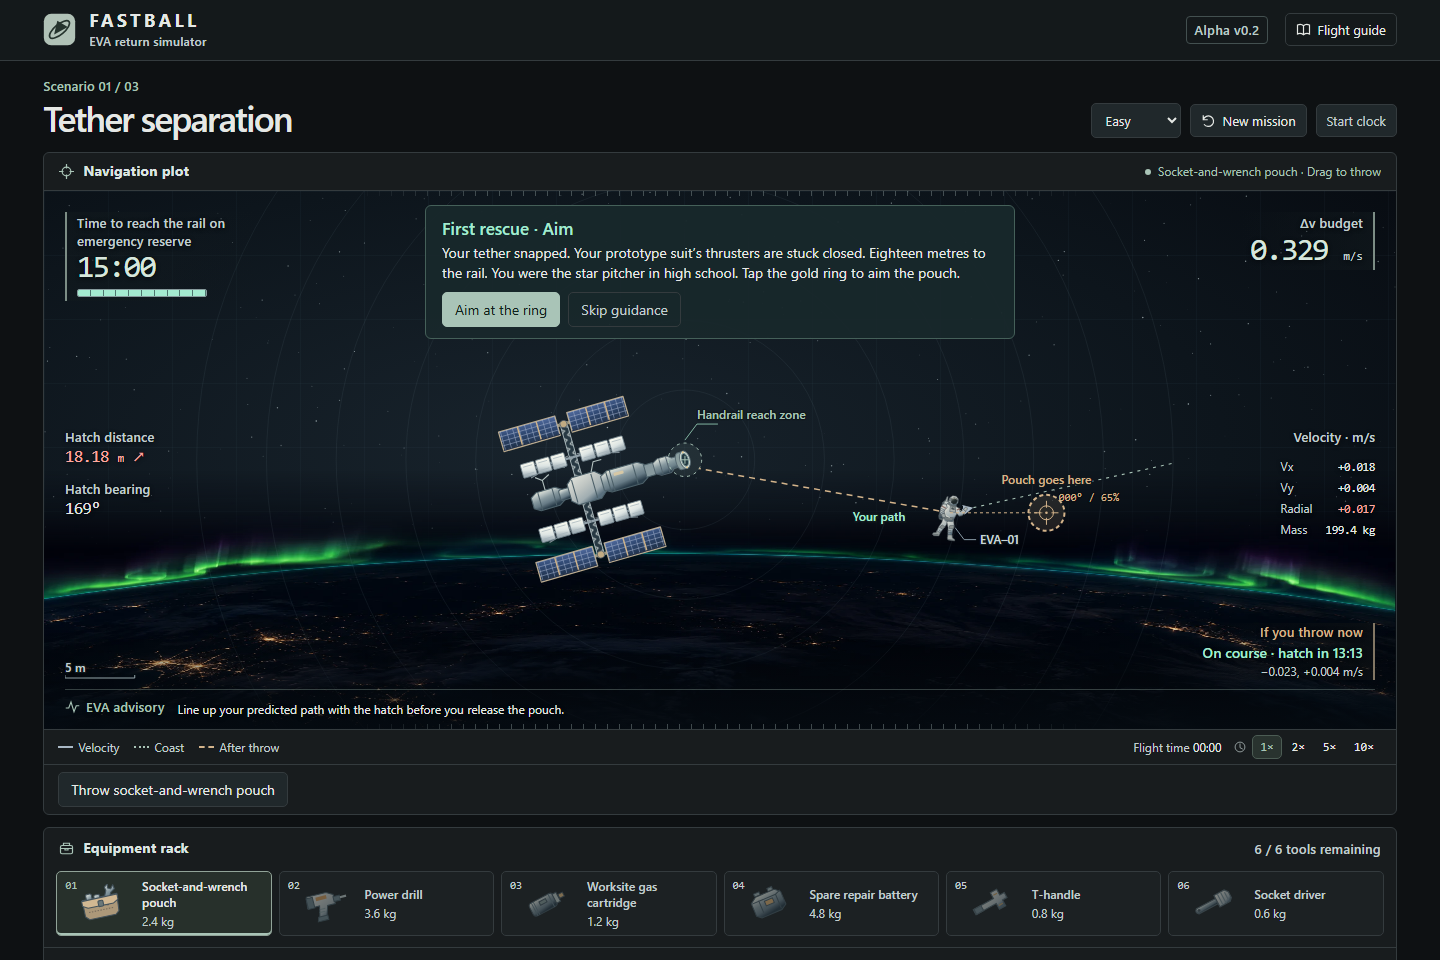 FASTBALL
EVA return simulator
Alpha v0.2
Flight guide
Scenario 01 / 03
Tether separation
Easy
New mission
Start clock
Navigation plot
Socket-and-wrench pouch · Drag to throw
Time to reach the rail on
emergency reserve
15:00
First rescue · Aim
Your tether snapped. Your prototype suit’s thrusters are stuck closed. Eighteen metres to
the rail. You were the star pitcher in high school. Tap the gold ring to aim the pouch.
Aim at the ring
Skip guidance
Δv budget
0.329 m/s
Handrail reach zone
Hatch distance
18.18 m ↗
Hatch bearing
169°
Velocity · m/s
Vx +0.018
Vy +0.004
Radial +0.017
Mass 199.4 kg
Pouch goes here
000° / 65%
Your path
EVA–01
If you throw now
On course · hatch in 13:13
−0.023, +0.004 m/s
5 m
EVA advisory Line up your predicted path with the hatch before you release the pouch.
Velocity
Coast
After throw
Flight time 00:00
1×
2×
5×
10×
Throw socket-and-wrench pouch
Equipment rack
6 / 6 tools remaining
01
Socket-and-wrench
pouch
2.4 kg
02
Power drill
3.6 kg
03
Worksite gas
cartridge
1.2 kg
04
Spare repair battery
4.8 kg
05
T-handle
0.8 kg
06
Socket driver
0.6 kg